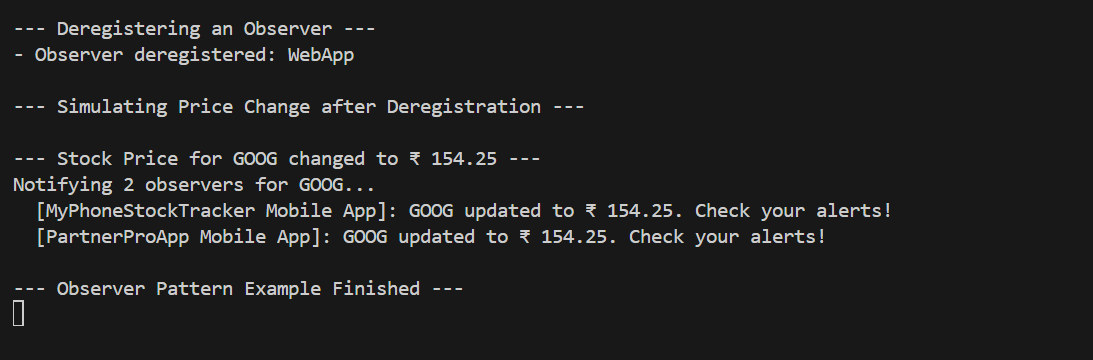 --- Deregistering an Observer ---
- Observer deregistered: WebApp
--- Simulating Price Change after Deregistration ---
--- Stock Price for GOOG changed to ₹ 154.25 ---
Notifying 2 observers for GOOG...
[MyPhoneStockTracker Mobile App]: GOOG updated to ₹ 154.25. Check your alerts!
[PartnerProApp Mobile App]: GOOG updated to ₹ 154.25. Check your alerts!
--- Observer Pattern Example Finished ---